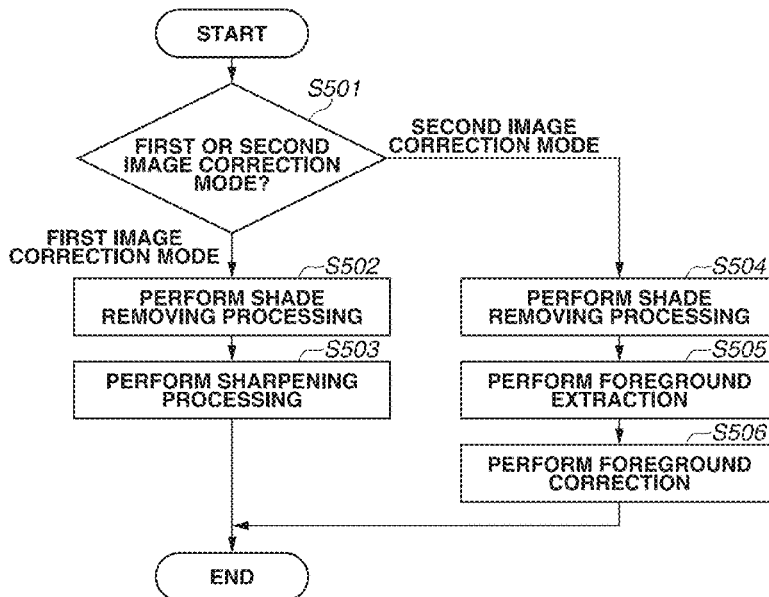 START
S501
FIRST OR SECOND
IMAGE CORRECTION
MODE?
SECOND IMAGE
CORRECTION MODE
FIRST IMAGE
CORRECTION MODE
S502
PERFORM SHADE
REMOVING PROCESSING
S503
PERFORM SHARPENING
PROCESSING
S504
PERFORM SHADE
REMOVING PROCESSING
S505
PERFORM FOREGROUND
EXTRACTION
S506
PERFORM FOREGROUND
CORRECTION
END